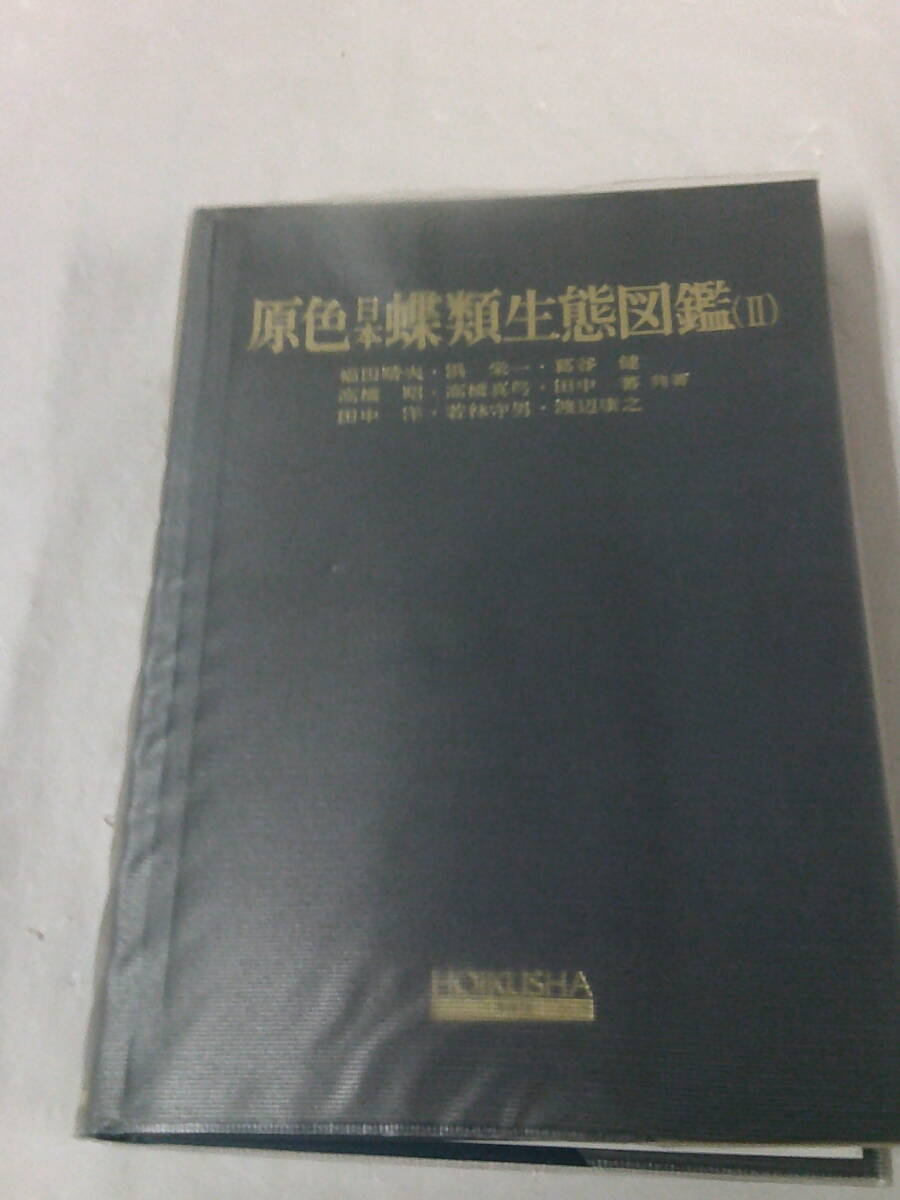 原色日本蝶類生態図鑑(II)
福田晴夫・浜 栄一・葛谷 健
高橋 昭・高橋真弓・田中 蕃 共著
田中 洋・若林守男・渡辺康之
HOIKUSHA